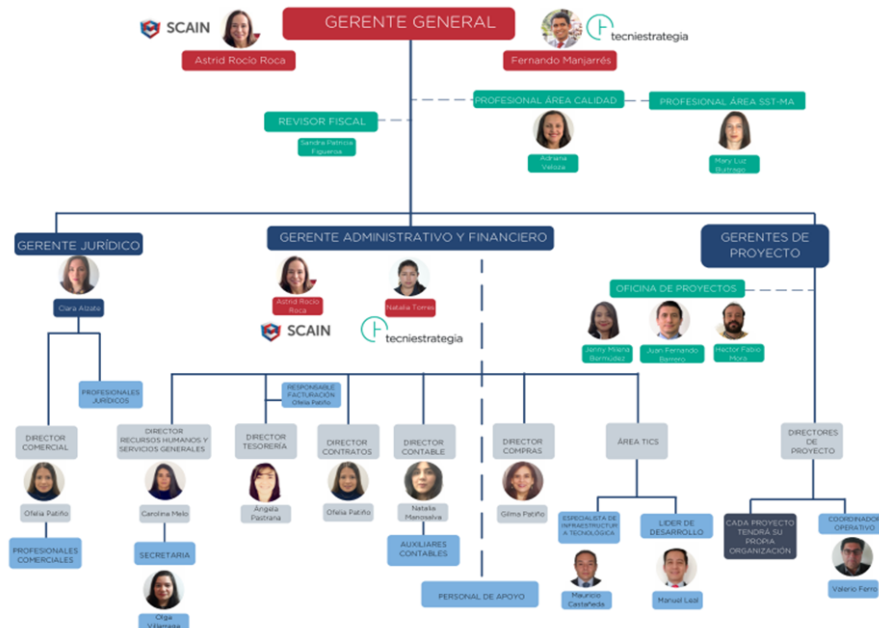 GERENTE GENERAL
SCAIN
tecniestrategia
Astrid Rocío Roca
Fernando Manjarrés
PROFESIONAL ÁREA CALIDAD
PROFESIONAL ÁREA SST-MA
REVISOR FISCAL
Sandra Patricia
Figueroa
Adriana
Veloza
Mary Luz
Buitrago
GERENTE JURÍDICO
GERENTE ADMINISTRATIVO Y FINANCIERO
GERENTES DE
PROYECTO
Clara Alzate
Astrid Rocío
Roca
Natalia Torres
SCAIN
tecniestrategia
OFICINA DE PROYECTOS
Jenny Milena
Bermúdez
Juan Fernando
Hector Fabio
Mora
PROFESIONALES
JURÍDICOS
RESPONSABLE
FACTURACIÓN
Ofelia Patiño
DIRECTOR
COMERCIAL
DIRECTOR
RECURSOS HUMANOS Y
SERVICIOS GENERALES
DIRECTOR
TESORERÍA
DIRECTOR
CONTRATOS
DIRECTOR
CONTABLE
DIRECTOR
COMPRAS
ÁREA TICS
DIRECTORES
DE
PROYECTO
Ofelia Patiño
Carolina Melo
Ángela
Pastrana
Ofelia Patiño
Natalia
Manosalva
Gilma Patiño
PROFESIONALES
COMERCIALES
SECRETARIA
AUXILIARES
CONTABLES
ESPECIALISTA DE
INFRAESTRUCTUR
A TECNOLÓGICA
LIDER DE
DESARROLLO
CADA PROYECTO
TENDRÁ SU
PROPIA
ORGANIZACIÓN
COORDINADOR
OPERATIVO
Olga
PERSONAL DE APOYO
Mauricio
Castañeda
Manuel Leal
Valerio Ferro